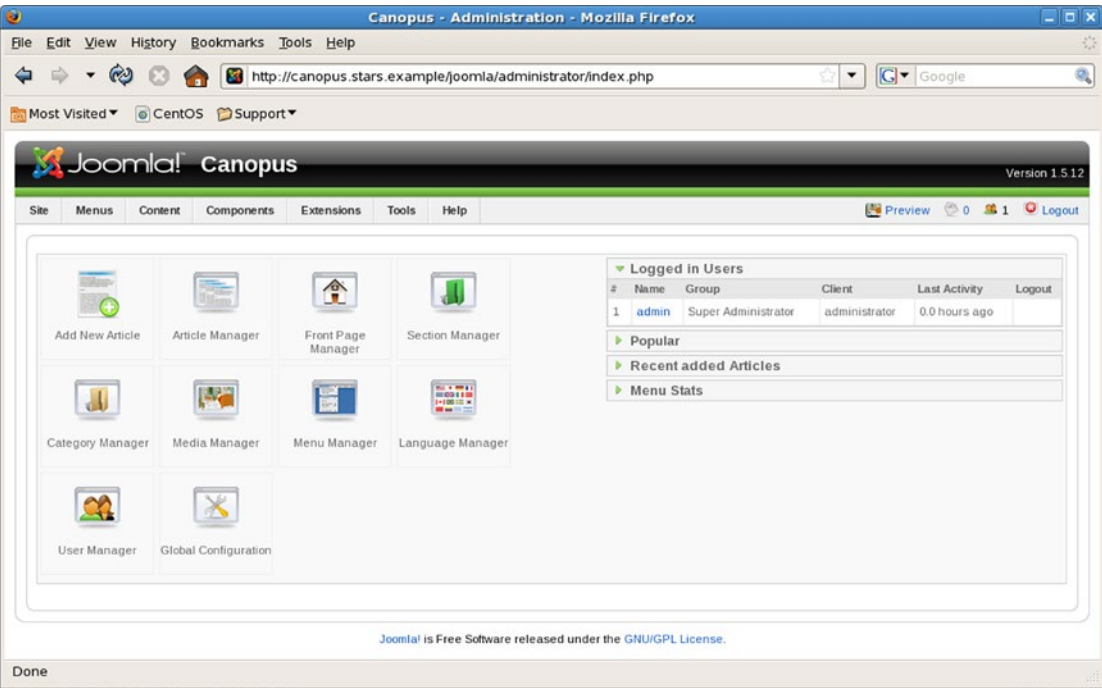 Canopus - Administration - Mozilla Firefox
File Edit View History Bookmarks Tools Help
http://canopus.stars.example/joomla/administrator/index.php
Google
Most Visited CentOS Support
Joomla! Canopus
Version 1.5.12
Site Menus Content Components Extensions Tools Help
Preview 0 1 Logout
Add New Article
Article Manager
Front Page
Manager
Section Manager
Category Manager
Media Manager
Menu Manager
Language Manager
User Manager
Global Configuration
Logged in Users
# Name Group Client Last Activity Logout
1 admin Super Administrator administrator 0.0 hours ago
Popular
Recent added Articles
Menu Stats
Joomla! is Free Software released under the GNU/GPL License.
Done